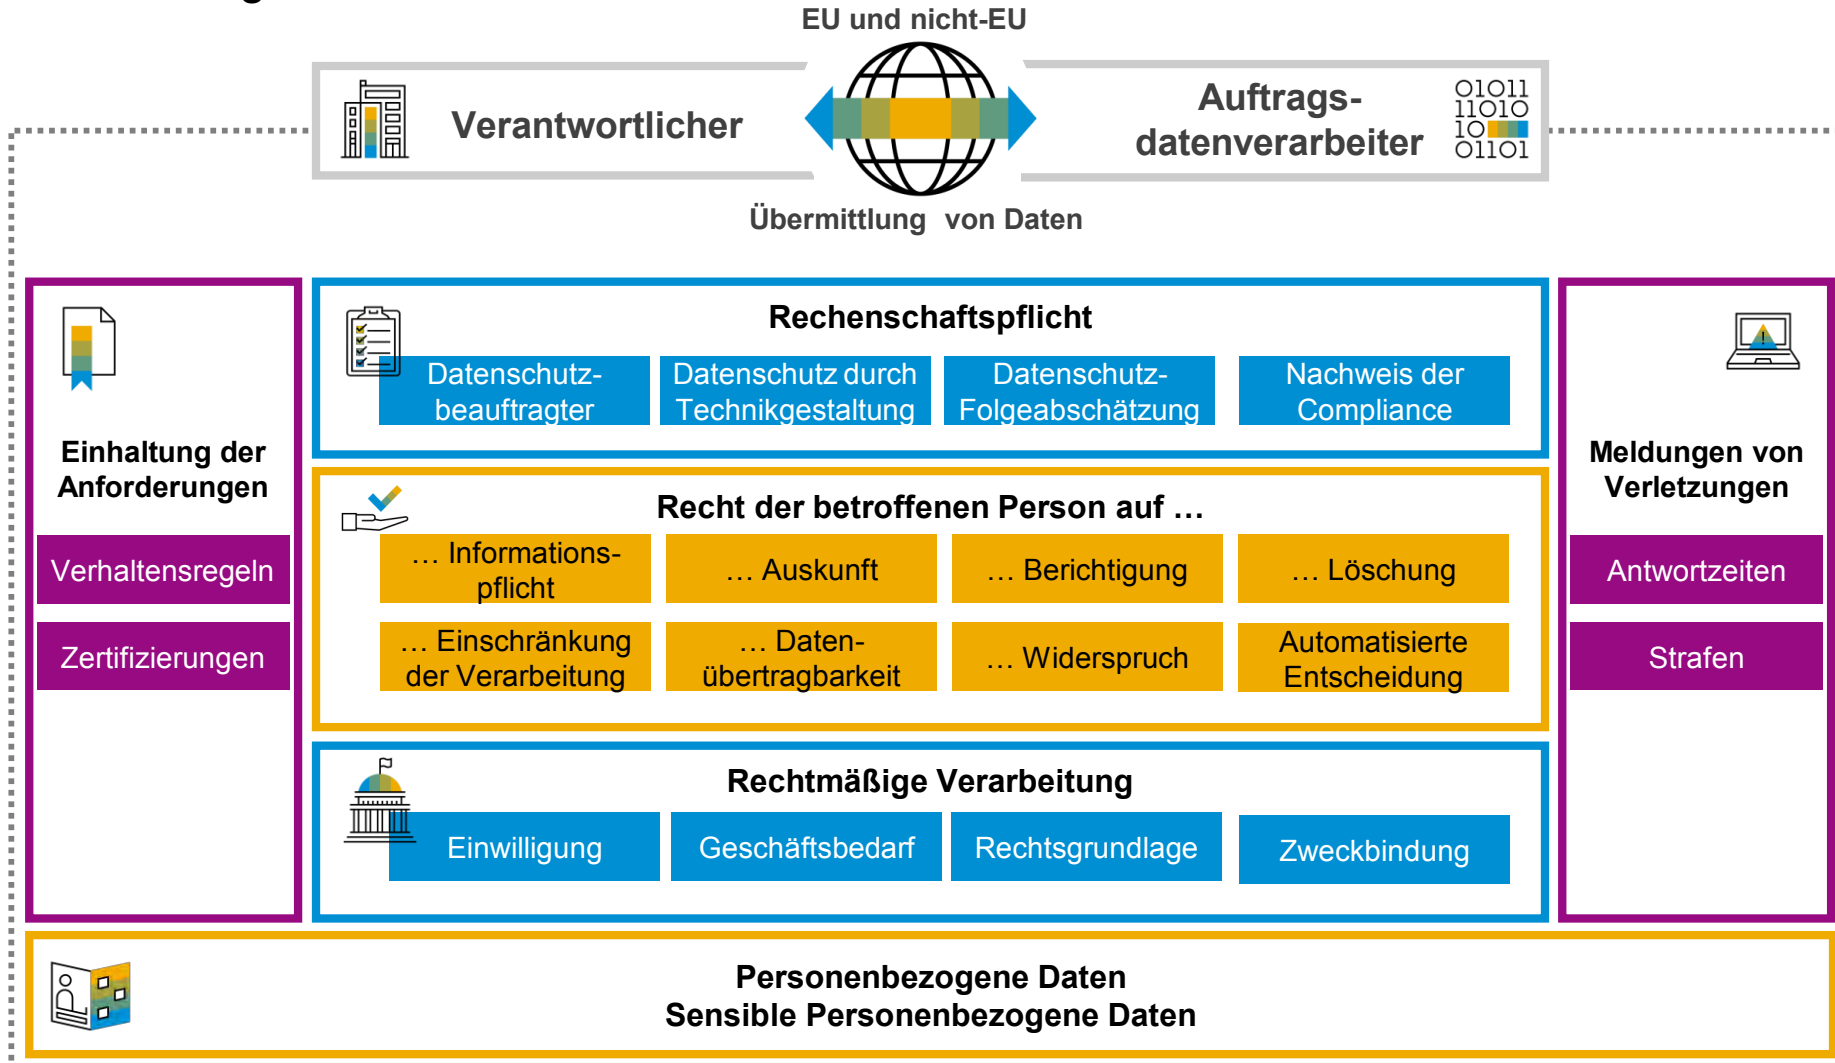 EU und nicht-EU
Verantwortlicher
Auftrags-
datenverarbeiter
01011
11010
10
01101
Übermittlung von Daten
Einhaltung der
Anforderungen
Verhaltensregeln
Zertifizierungen
Rechenschaftspflicht
Datenschutz-
beauftragter
Datenschutz durch
Technikgestaltung
Datenschutz-
Folgeabschätzung
Nachweis der
Compliance
Recht der betroffenen Person auf …
… Informations-
pflicht
… Auskunft
… Berichtigung
… Löschung
… Einschränkung
der Verarbeitung
… Daten-
übertragbarkeit
… Widerspruch
Automatisierte
Entscheidung
Rechtmäßige Verarbeitung
Einwilligung
Geschäftsbedarf
Rechtsgrundlage
Zweckbindung
Meldungen von
Verletzungen
Antwortzeiten
Strafen
Personenbezogene Daten
Sensible Personenbezogene Daten